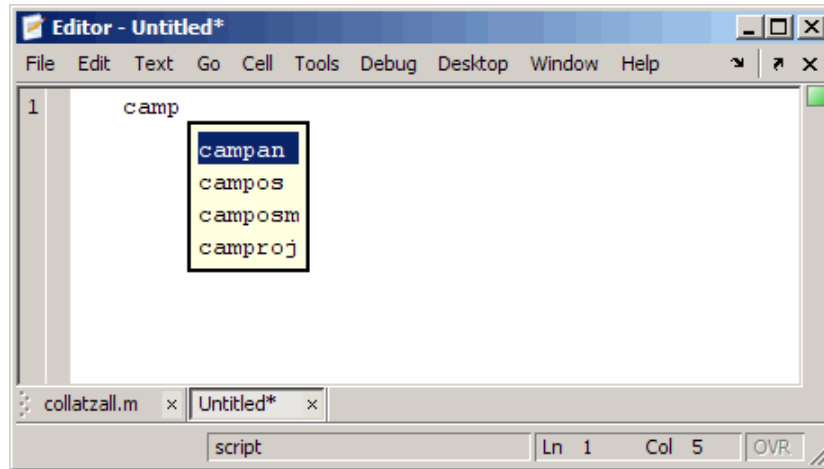 Editor - Untitled*
File Edit Text Go Cell Tools Debug Desktop Window Help
1 camp
campan
campos
camposm
camproj
collatzall.m Untitled*
script Ln 1 Col 5 OVR